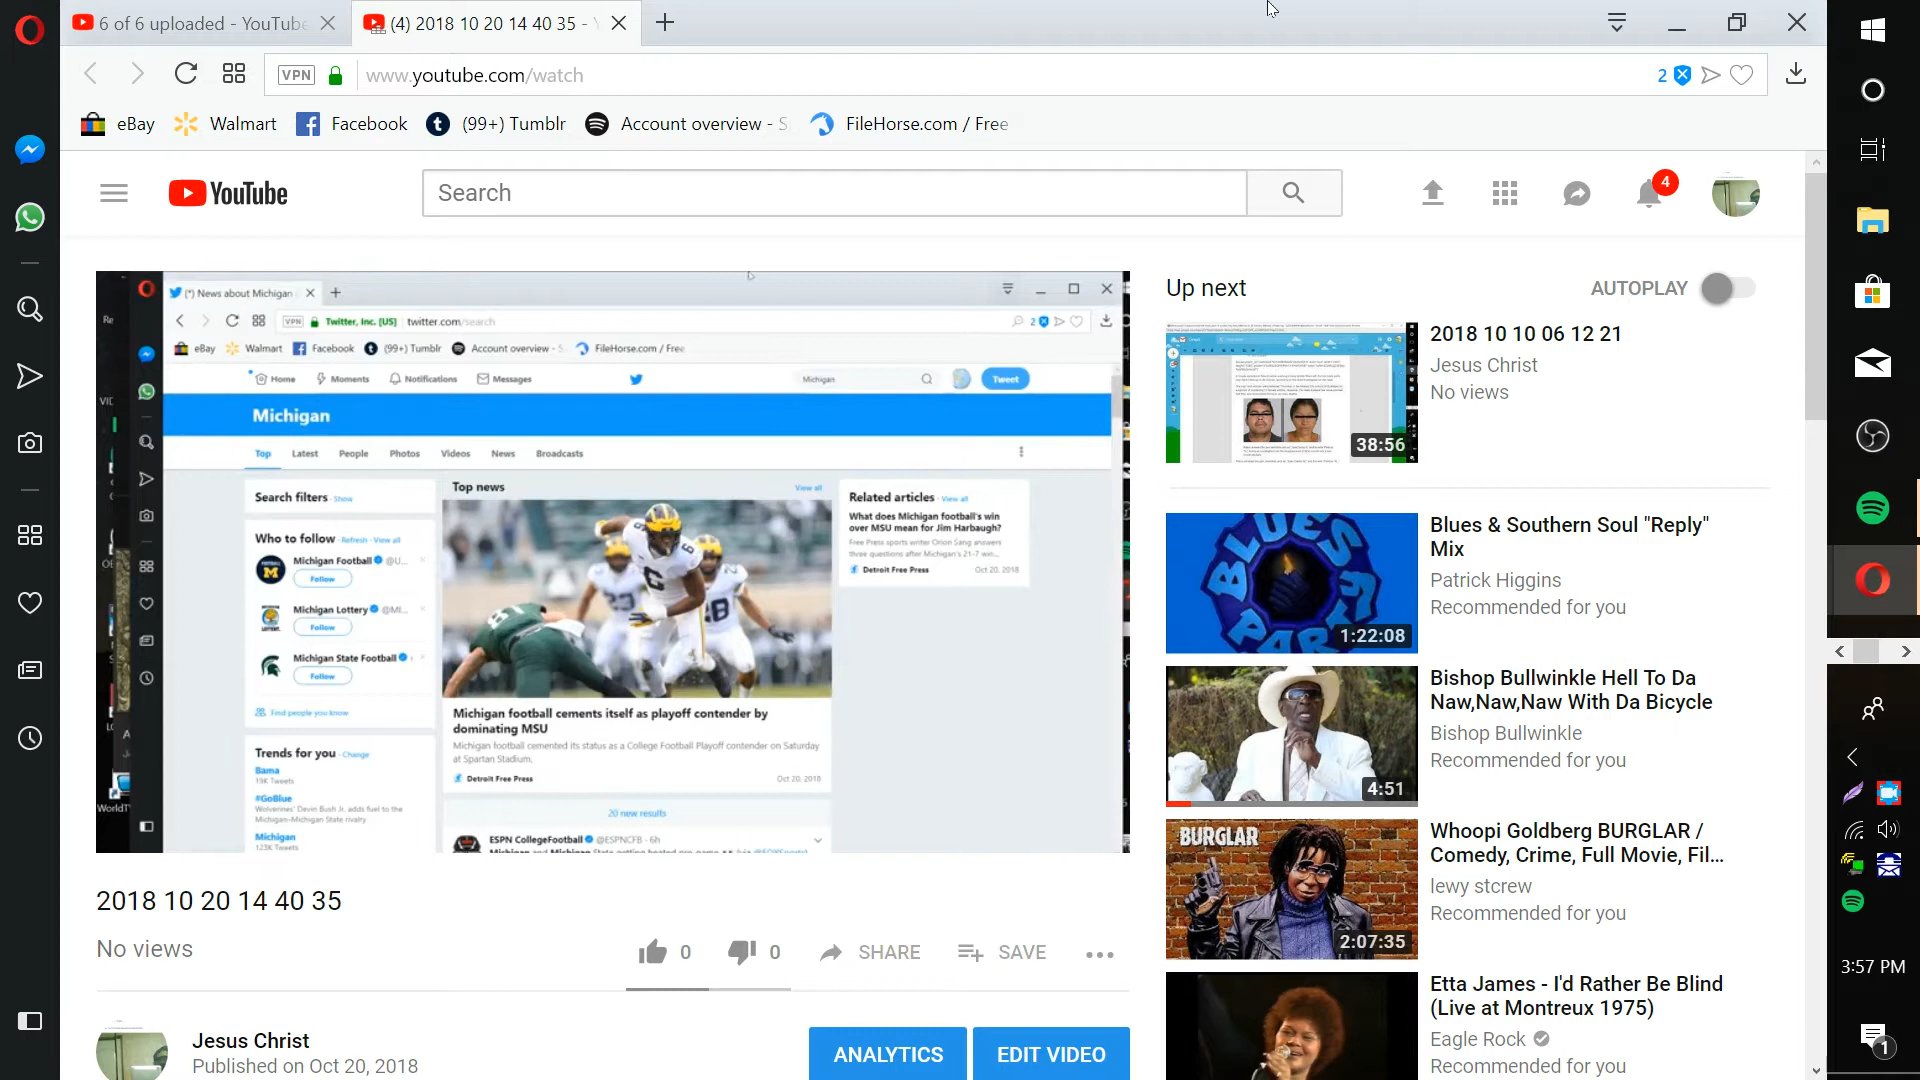 6 of 6 uploaded - YouTube
(4) 2018 10 20 14 40 35 -
VPN
www.youtube.com/watch
2
eBay
Walmart
Facebook
(99+) Tumblr
Account overview - S
FileHorse.com / Free
YouTube
Search
4
(*) News about Michigan
VPN
Twitter, Inc. [US]
twitter.com/search
2
eBay
Walmart
Facebook
(99+) Tumblr
Account overview - S
FileHorse.com / Free
Home
Moments
Notifications
Messages
Michigan
Tweet
Michigan
Top
Latest
People
Photos
Videos
News
Broadcasts
Search filters · Show
Who to follow · Refresh · View all
Michigan Football @U...
Follow
Michigan Lottery @MI...
Follow
Michigan State Football
Follow
Find people you know
Trends for you · Change
Bama
19K Tweets
#GoBlue
Wolverines' Devin Bush Jr. adds fuel to the
Michigan-Michigan State rivalry
Michigan
123K Tweets
Top news
View all
Michigan football cements itself as playoff contender by
dominating MSU
Michigan football cemented its status as a College Football Playoff contender on Saturday
at Spartan Stadium.
Detroit Free Press
Oct 20, 2018
20 new results
ESPN CollegeFootball @ESPNCFB · 6h
Related articles · View all
What does Michigan football's win
over MSU mean for Jim Harbaugh?
Free Press sports writer Orion Sang answers
three questions after Michigan's 21-7 win...
Detroit Free Press
Oct 20, 2018
2018 10 20 14 40 35
No views
0
0
SHARE
SAVE
Jesus Christ
Published on Oct 20, 2018
ANALYTICS
EDIT VIDEO
Up next
AUTOPLAY
38:56
2018 10 10 06 12 21
Jesus Christ
No views
BLUES
PART
1:22:08
Blues & Southern Soul "Reply"
Mix
Patrick Higgins
Recommended for you
4:51
Bishop Bullwinkle Hell To Da
Naw,Naw,Naw With Da Bicycle
Bishop Bullwinkle
Recommended for you
BURGLAR
2:07:35
Whoopi Goldberg BURGLAR /
Comedy, Crime, Full Movie, Fil...
lewy stcrew
Recommended for you
Etta James - I'd Rather Be Blind
(Live at Montreux 1975)
Eagle Rock
Recommended for you
3:57 PM
1